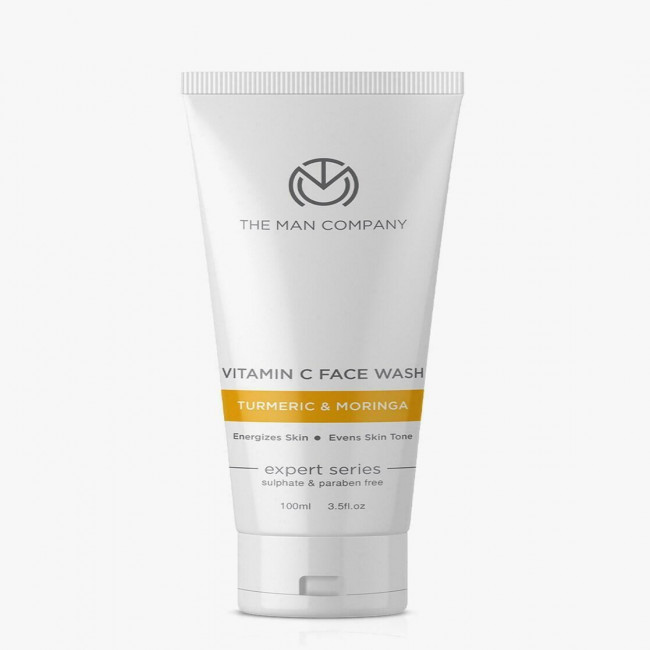 THE MAN COMPANY
VITAMIN C FACE WASH
TURMERIC & MORINGA
Energizes Skin ● Evens Skin Tone
expert series
sulphate & paraben free
100ml 3.5fl.oz